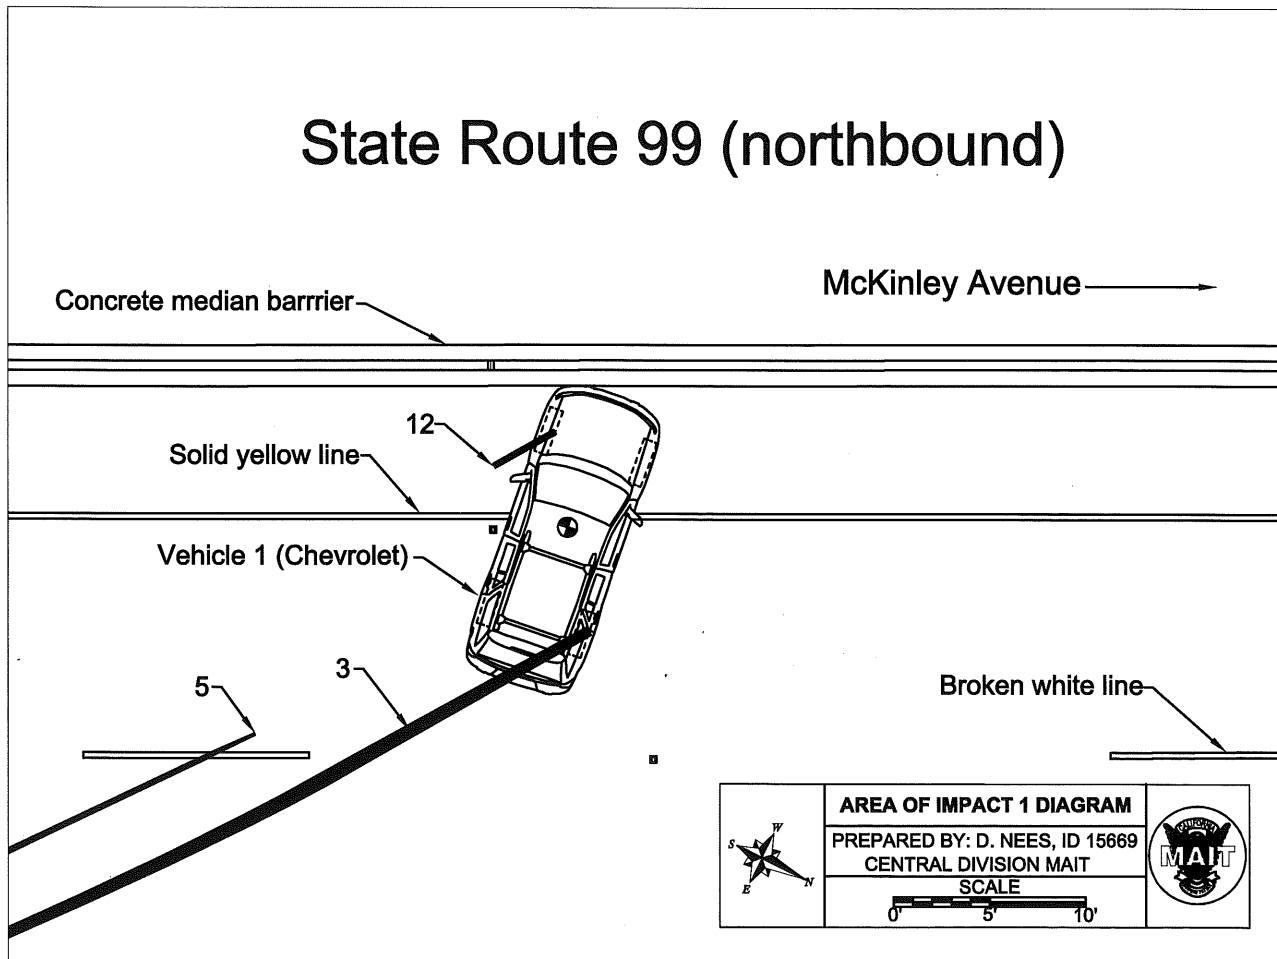 State Route 99 (northbound)
McKinley Avenue
Concrete median barrrier
12
Solid yellow line
Vehicle 1 (Chevrolet)
3
5
Broken white line
AREA OF IMPACT 1 DIAGRAM
PREPARED BY: D. NEES, ID 15669
CENTRAL DIVISION MAIT
SCALE
0' 5' 10'
W
S
E
N
CALIFORNIA
MAIT